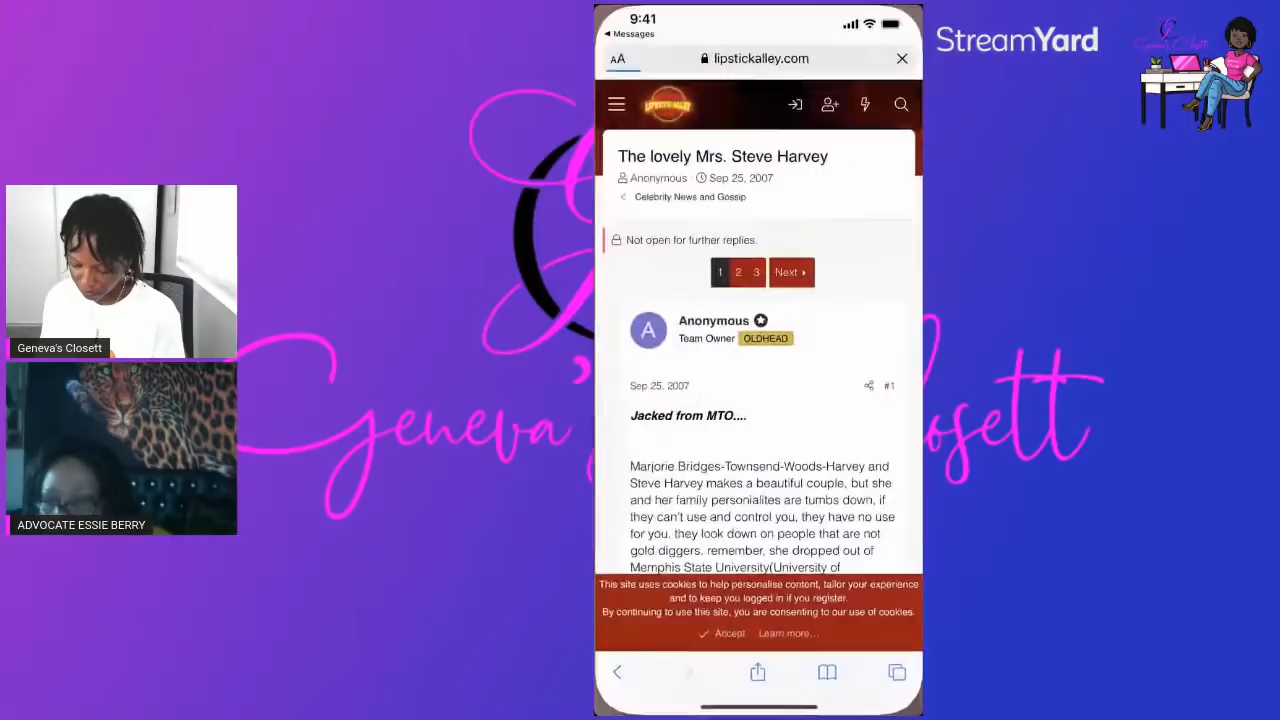 9:41
Messages
AA
lipstickalley.com
LIPSTICK ALLEY
The lovely Mrs. Steve Harvey
Anonymous · Sep 25, 2007
Celebrity News and Gossip
Not open for further replies.
1 2 3 Next
A
Anonymous
Team Owner OLDHEAD
Sep 25, 2007
#1
Jacked from MTO....
Marjorie Bridges-Townsend-Woods-Harvey and
Steve Harvey makes a beautiful couple, but she
and her family personialites are tumbs down, if
they can't use and control you, they have no use
for you. they look down on people that are not
gold diggers. remember, she dropped out of
Memphis State University(University of
This site uses cookies to help personalise content, tailor your experience
and to keep you logged in if you register.
By continuing to use this site, you are consenting to our use of cookies.
Accept Learn more…
StreamYard
Geneva's Closett
Geneva's Closett
ADVOCATE ESSIE BERRY